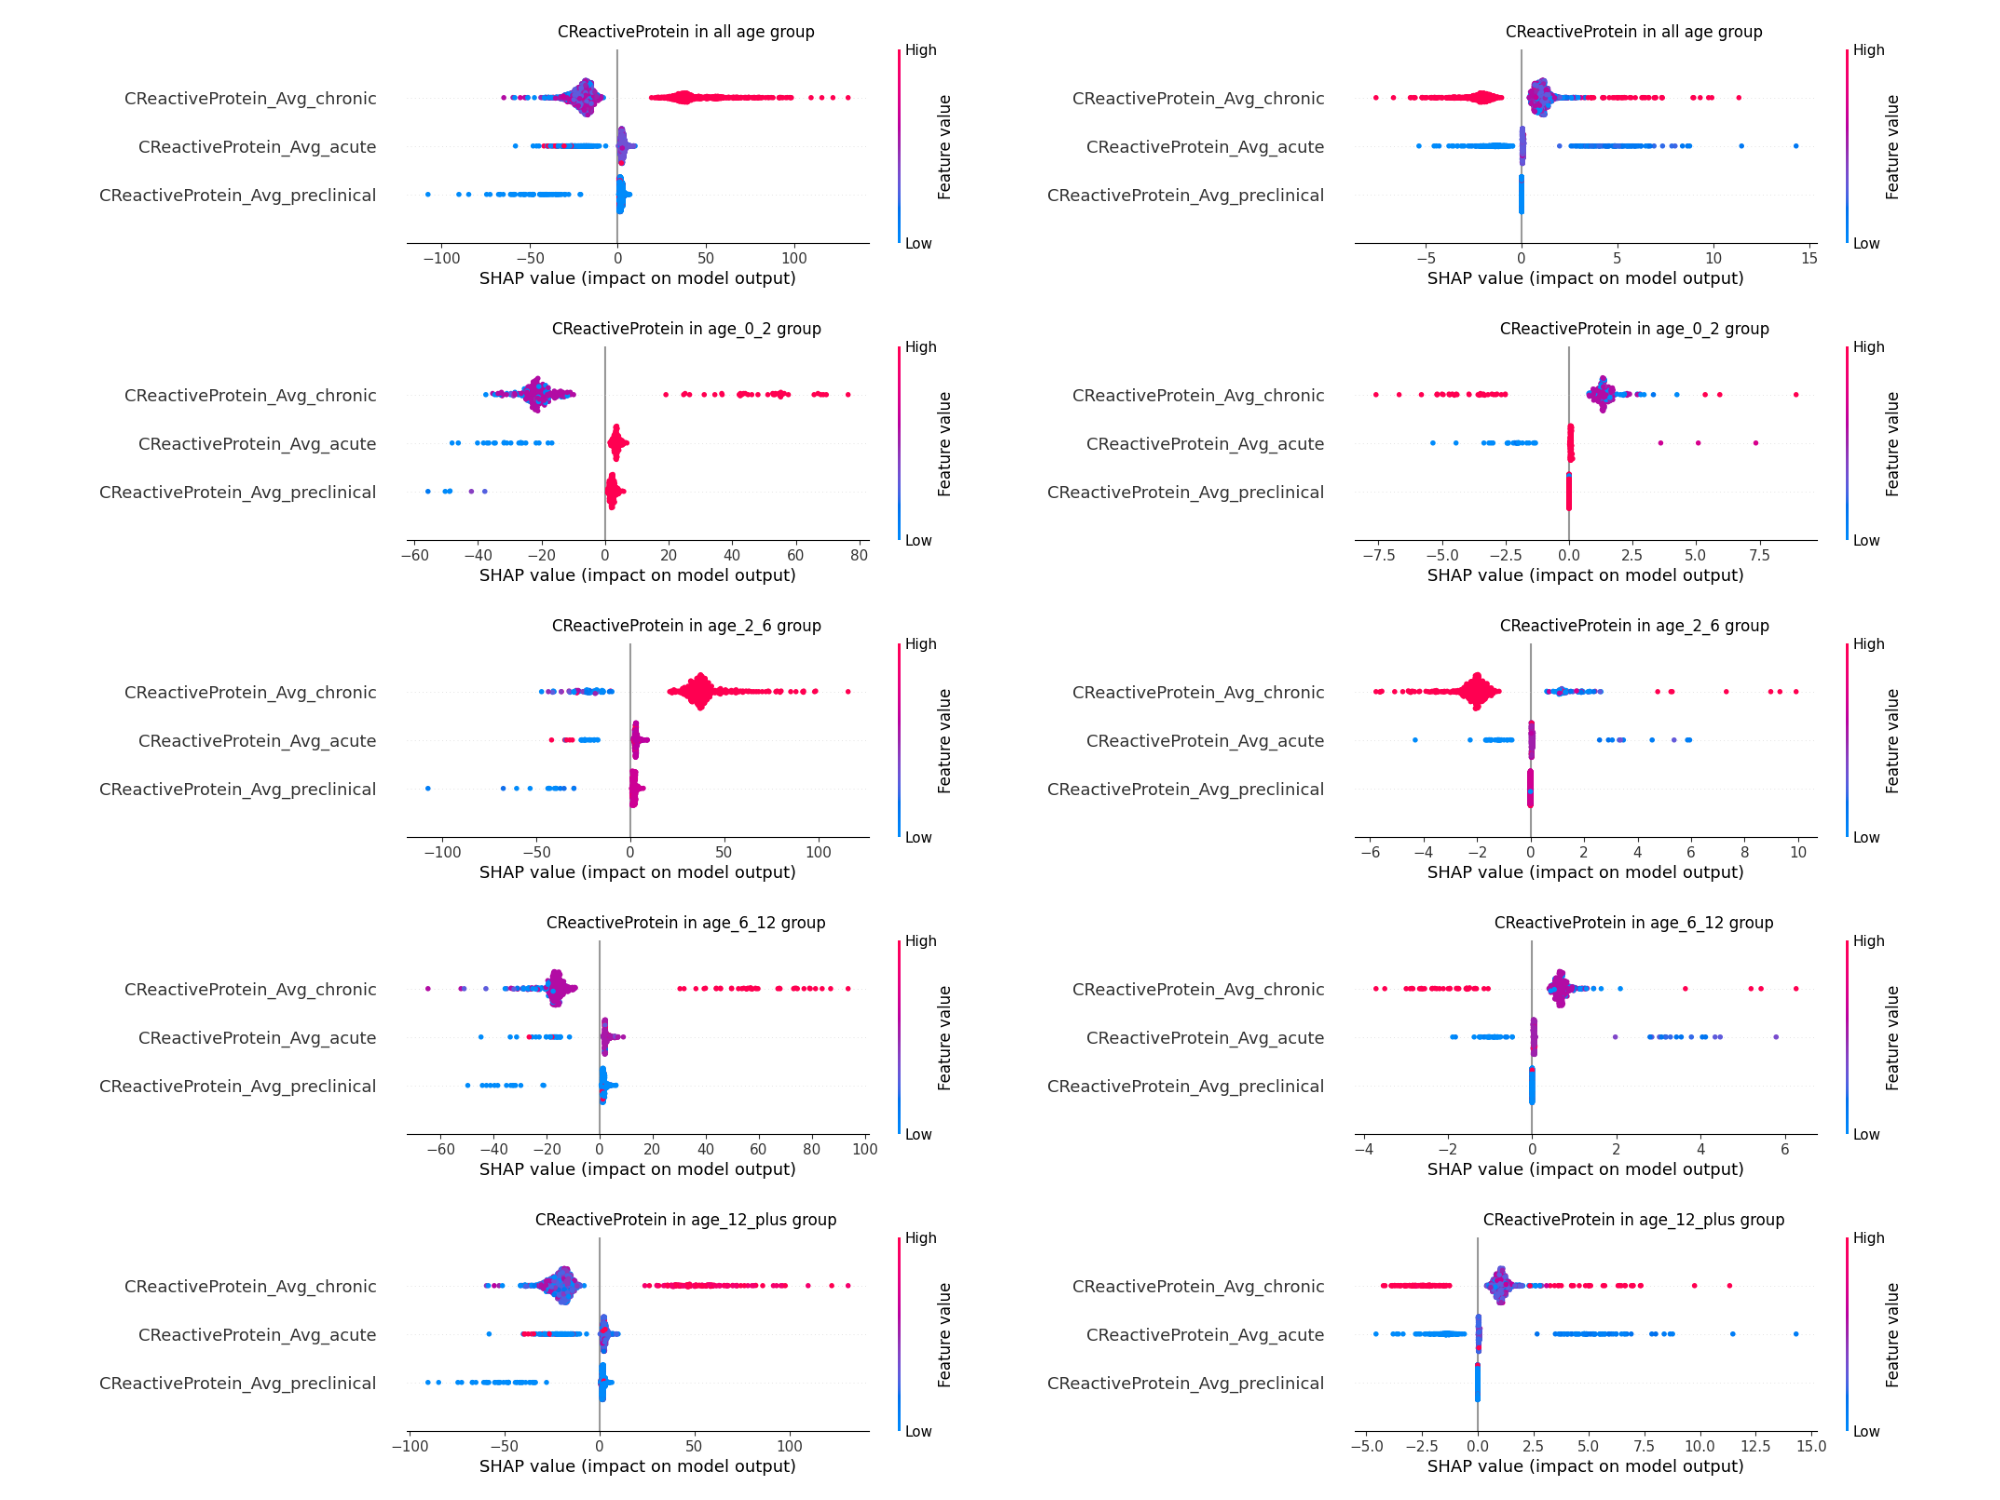 CReactiveProtein in all age group
High
CReactiveProtein_Avg_chronic
CReactiveProtein_Avg_acute
CReactiveProtein_Avg_preclinical
Feature value
Low
−100 −50 0 50 100
SHAP value (impact on model output)
CReactiveProtein in all age group
High
CReactiveProtein_Avg_chronic
CReactiveProtein_Avg_acute
CReactiveProtein_Avg_preclinical
Feature value
Low
−5 0 5 10 15
SHAP value (impact on model output)
CReactiveProtein in age_0_2 group
High
CReactiveProtein_Avg_chronic
CReactiveProtein_Avg_acute
CReactiveProtein_Avg_preclinical
Feature value
Low
−60 −40 −20 0 20 40 60 80
SHAP value (impact on model output)
CReactiveProtein in age_0_2 group
High
CReactiveProtein_Avg_chronic
CReactiveProtein_Avg_acute
CReactiveProtein_Avg_preclinical
Feature value
Low
−7.5 −5.0 −2.5 0.0 2.5 5.0 7.5
SHAP value (impact on model output)
CReactiveProtein in age_2_6 group
High
CReactiveProtein_Avg_chronic
CReactiveProtein_Avg_acute
CReactiveProtein_Avg_preclinical
Feature value
Low
−100 −50 0 50 100
SHAP value (impact on model output)
CReactiveProtein in age_2_6 group
High
CReactiveProtein_Avg_chronic
CReactiveProtein_Avg_acute
CReactiveProtein_Avg_preclinical
Feature value
Low
−6 −4 −2 0 2 4 6 8 10
SHAP value (impact on model output)
CReactiveProtein in age_6_12 group
High
CReactiveProtein_Avg_chronic
CReactiveProtein_Avg_acute
CReactiveProtein_Avg_preclinical
Feature value
Low
−60 −40 −20 0 20 40 60 80 100
SHAP value (impact on model output)
CReactiveProtein in age_6_12 group
High
CReactiveProtein_Avg_chronic
CReactiveProtein_Avg_acute
CReactiveProtein_Avg_preclinical
Feature value
Low
−4 −2 0 2 4 6
SHAP value (impact on model output)
CReactiveProtein in age_12_plus group
High
CReactiveProtein_Avg_chronic
CReactiveProtein_Avg_acute
CReactiveProtein_Avg_preclinical
Feature value
Low
−100 −50 0 50 100
SHAP value (impact on model output)
CReactiveProtein in age_12_plus group
High
CReactiveProtein_Avg_chronic
CReactiveProtein_Avg_acute
CReactiveProtein_Avg_preclinical
Feature value
Low
−5.0 −2.5 0.0 2.5 5.0 7.5 10.0 12.5 15.0
SHAP value (impact on model output)